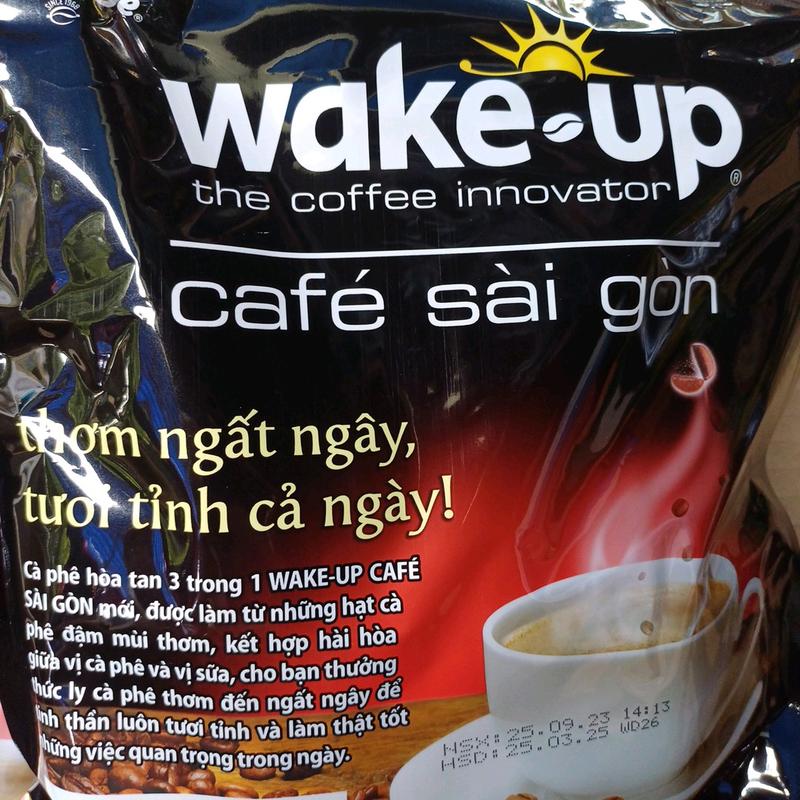 SINCE 1968
wake-up
®
the coffee innovator
café sài gòn
thơm ngất ngây,
tươi tỉnh cả ngày!
Cà phê hòa tan 3 trong 1 WAKE-UP CAFÉ
SÀI GÒN mới, được làm từ những hạt cà
phê đậm mùi thơm, kết hợp hài hòa
giữa vị cà phê và vị sữa, cho bạn thưởng
thức ly cà phê thơm đến ngất ngây để
tinh thần luôn tươi tỉnh và làm thật tốt
những việc quan trọng trong ngày.
NSX:25.09.23 14:13
HSD:25.03.25 WD26